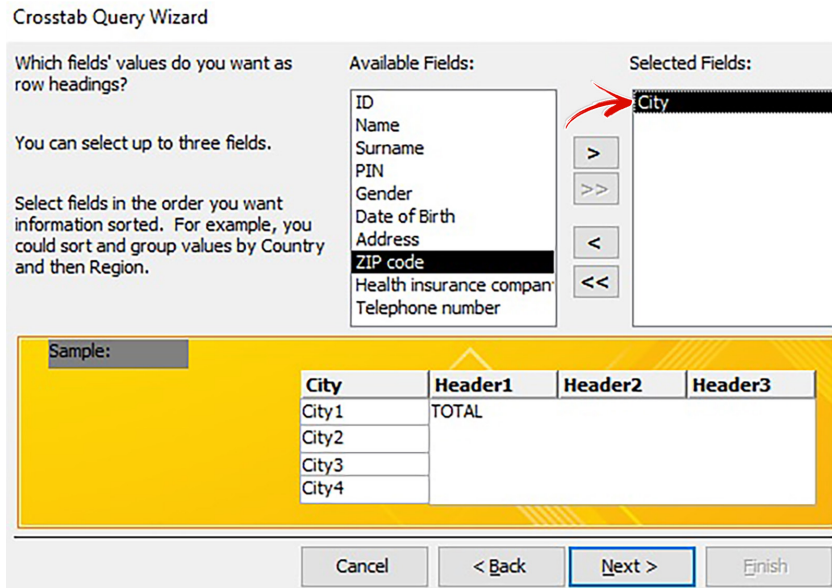 Crosstab Query Wizard
Which fields' values do you want as
row headings?
You can select up to three fields.
Select fields in the order you want
information sorted. For example, you
could sort and group values by Country
and then Region.
Available Fields:
ID
Name
Surname
PIN
Gender
Date of Birth
Address
ZIP code
Health insurance compan
Telephone number
>
>>
<
<<
Selected Fields:
City
Sample:
City Header1 Header2 Header3
City1 TOTAL
City2
City3
City4
Cancel < Back Next > Finish